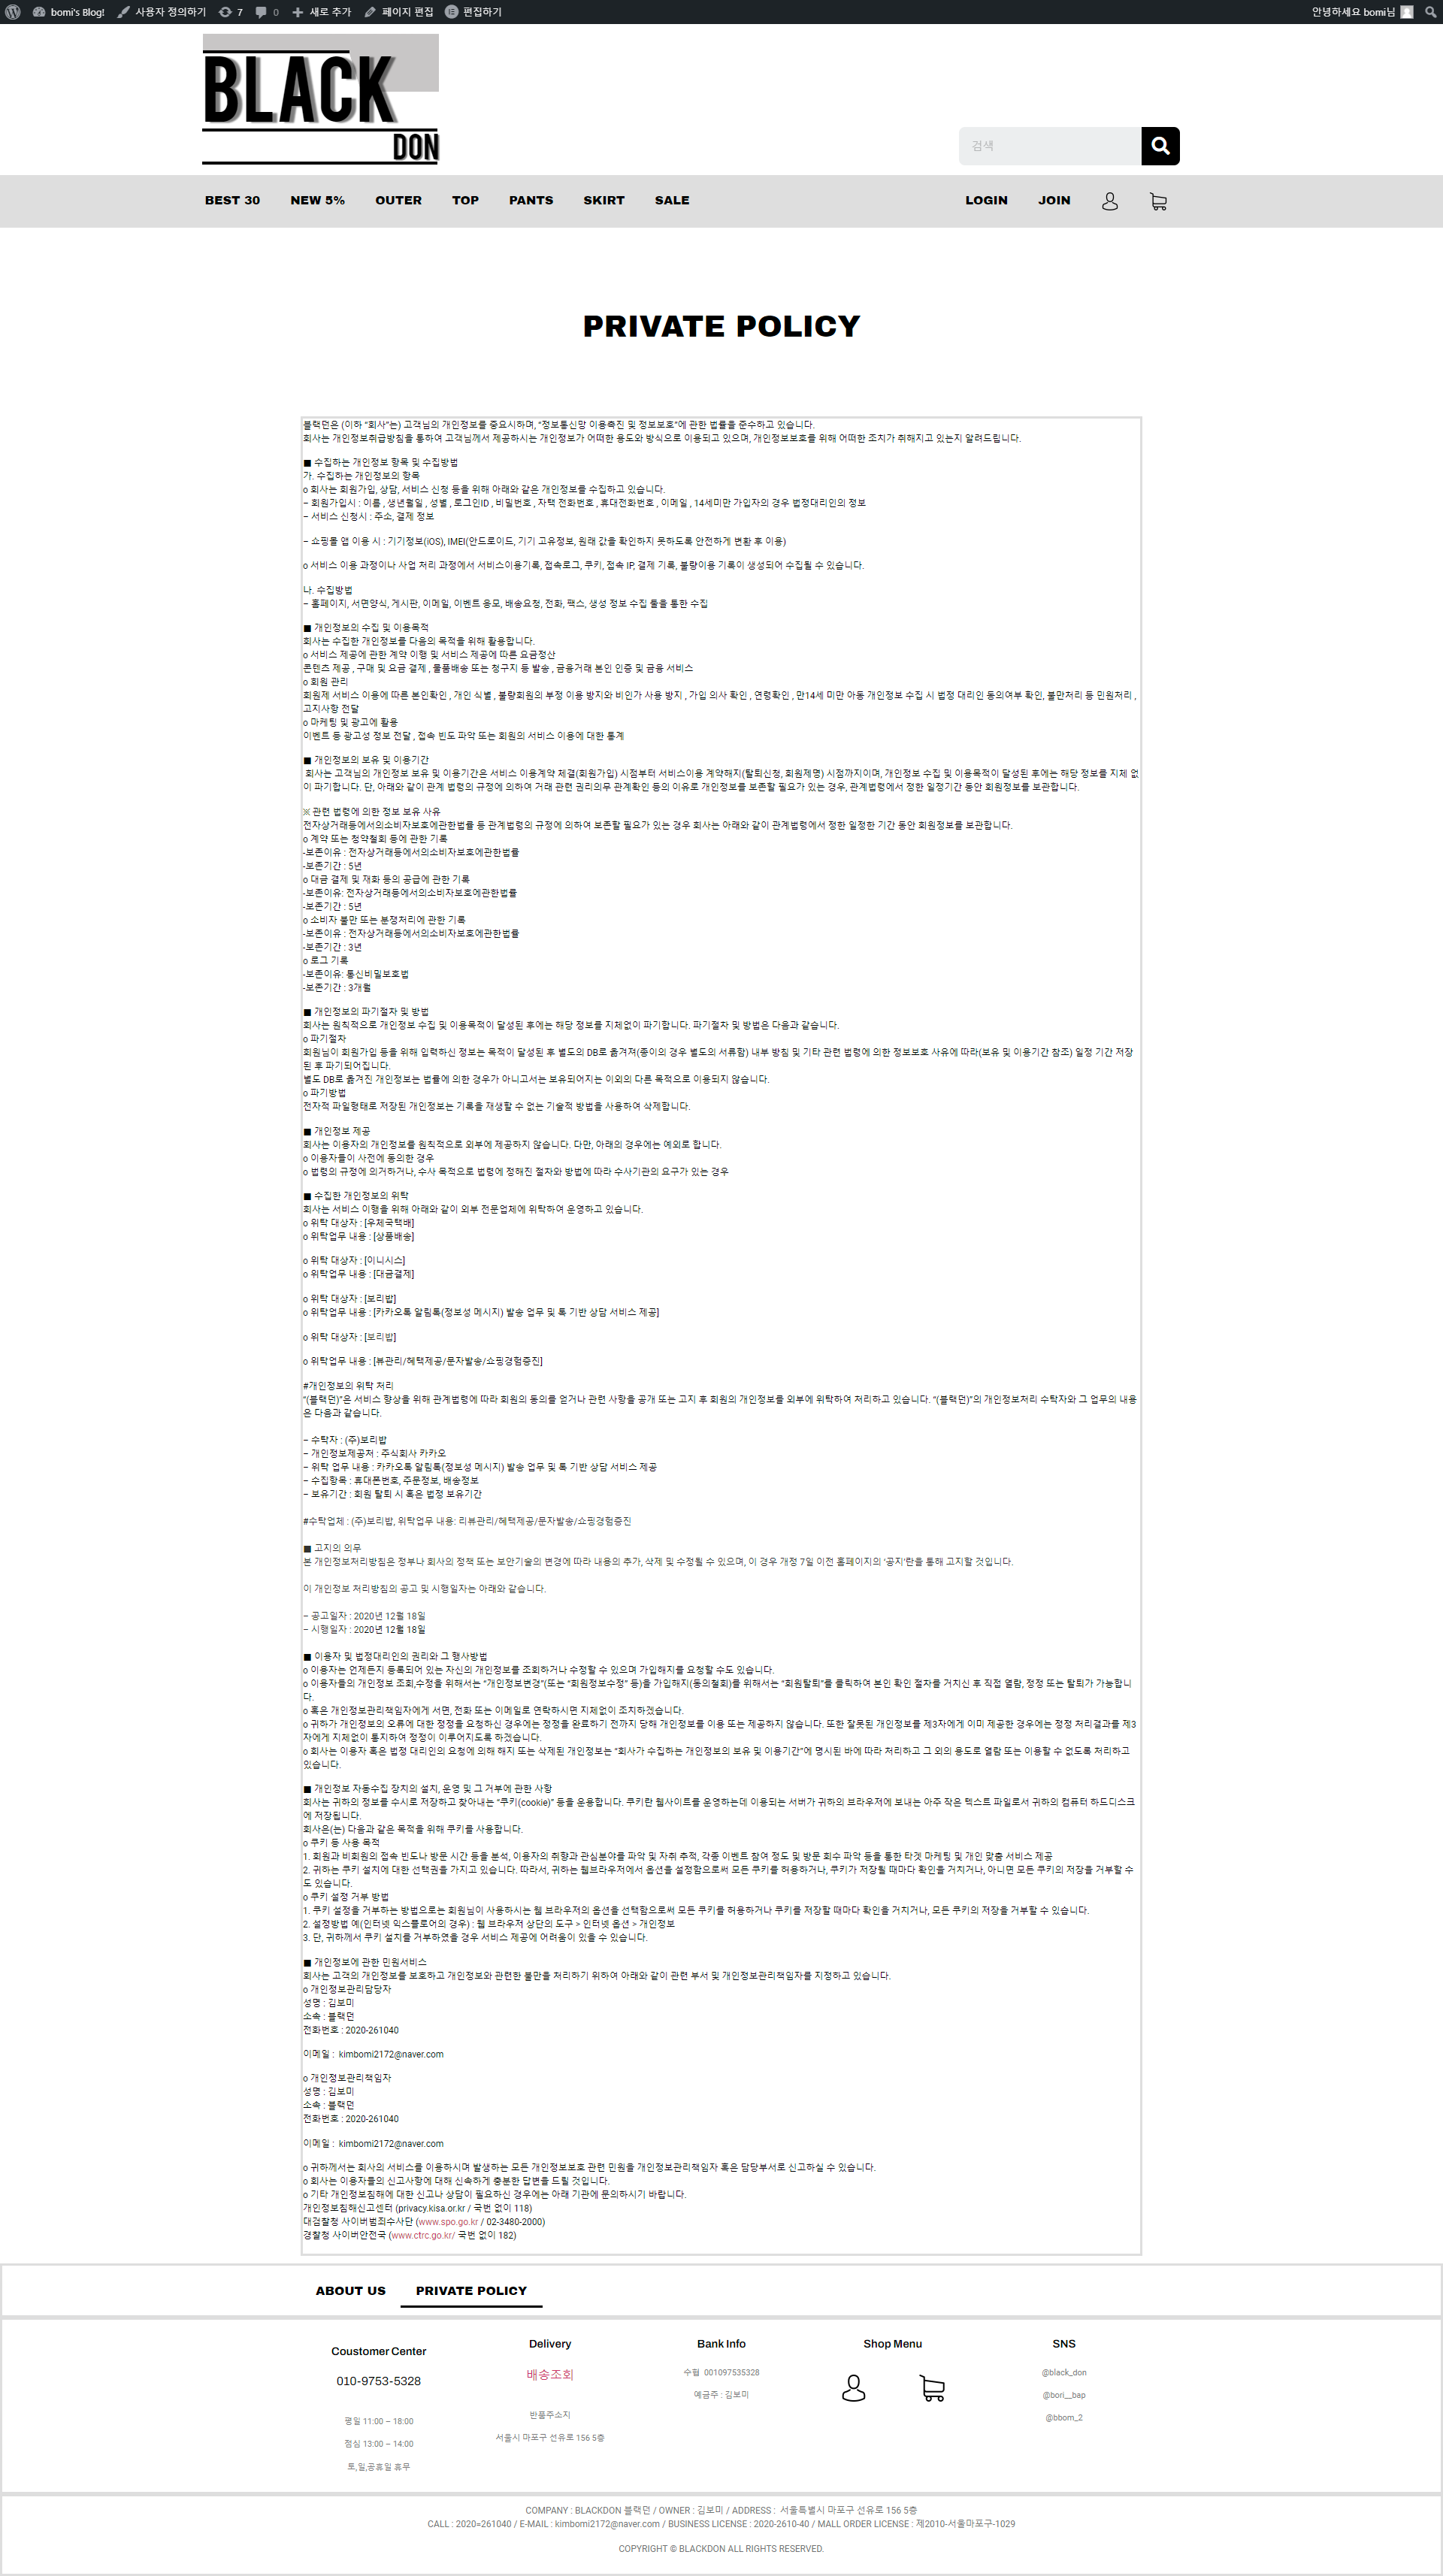 bomi's Blog! 사용자 정의하기 7 0 새로 추가 페이지 편집 편집하기 안녕하세요 bomi님
BLACK
DON
검색
BEST 30 NEW 5% OUTER TOP PANTS SKIRT SALE LOGIN JOIN
PRIVATE POLICY
블랙던은 (이하 “회사”는) 고객님의 개인정보를 중요시하며, “정보통신망 이용촉진 및 정보보호”에 관한 법률을 준수하고 있습니다.
회사는 개인정보취급방침을 통하여 고객님께서 제공하시는 개인정보가 어떠한 용도와 방식으로 이용되고 있으며, 개인정보보호를 위해 어떠한 조치가 취해지고 있는지 알려드립니다.
■ 수집하는 개인정보 항목 및 수집방법
가. 수집하는 개인정보의 항목
o 회사는 회원가입, 상담, 서비스 신청 등을 위해 아래와 같은 개인정보를 수집하고 있습니다.
– 회원가입시 : 이름 , 생년월일 , 성별 , 로그인ID , 비밀번호 , 자택 전화번호 , 휴대전화번호 , 이메일 , 14세미만 가입자의 경우 법정대리인의 정보
– 서비스 신청시 : 주소, 결제 정보
– 쇼핑몰 앱 이용 시 : 기기정보(iOS), IMEI(안드로이드, 기기 고유정보, 원래 값을 확인하지 못하도록 안전하게 변환 후 이용)
o 서비스 이용 과정이나 사업 처리 과정에서 서비스이용기록, 접속로그, 쿠키, 접속 IP, 결제 기록, 불량이용 기록이 생성되어 수집될 수 있습니다.
나. 수집방법
– 홈페이지, 서면양식, 게시판, 이메일, 이벤트 응모, 배송요청, 전화, 팩스, 생성 정보 수집 툴을 통한 수집
■ 개인정보의 수집 및 이용목적
회사는 수집한 개인정보를 다음의 목적을 위해 활용합니다.
o 서비스 제공에 관한 계약 이행 및 서비스 제공에 따른 요금정산
콘텐츠 제공 , 구매 및 요금 결제 , 물품배송 또는 청구지 등 발송 , 금융거래 본인 인증 및 금융 서비스
o 회원 관리
회원제 서비스 이용에 따른 본인확인 , 개인 식별 , 불량회원의 부정 이용 방지와 비인가 사용 방지 , 가입 의사 확인 , 연령확인 , 만14세 미만 아동 개인정보 수집 시 법정 대리인 동의여부 확인, 불만처리 등 민원처리 ,
고지사항 전달
o 마케팅 및 광고에 활용
이벤트 등 광고성 정보 전달 , 접속 빈도 파악 또는 회원의 서비스 이용에 대한 통계
■ 개인정보의 보유 및 이용기간
회사는 고객님의 개인정보 보유 및 이용기간은 서비스 이용계약 체결(회원가입) 시점부터 서비스이용 계약해지(탈퇴신청, 회원제명) 시점까지이며, 개인정보 수집 및 이용목적이 달성된 후에는 해당 정보를 지체 없
이 파기합니다. 단, 아래와 같이 관계 법령의 규정에 의하여 거래 관련 권리의무 관계확인 등의 이유로 개인정보를 보존할 필요가 있는 경우, 관계법령에서 정한 일정기간 동안 회원정보를 보관합니다.
※ 관련 법령에 의한 정보 보유 사유
전자상거래등에서의소비자보호에관한법률 등 관계법령의 규정에 의하여 보존할 필요가 있는 경우 회사는 아래와 같이 관계법령에서 정한 일정한 기간 동안 회원정보를 보관합니다.
o 계약 또는 청약철회 등에 관한 기록
-보존이유 : 전자상거래등에서의소비자보호에관한법률
-보존기간 : 5년
o 대금 결제 및 재화 등의 공급에 관한 기록
-보존이유: 전자상거래등에서의소비자보호에관한법률
-보존기간 : 5년
o 소비자 불만 또는 분쟁처리에 관한 기록
-보존이유 : 전자상거래등에서의소비자보호에관한법률
-보존기간 : 3년
o 로그 기록
-보존이유: 통신비밀보호법
-보존기간 : 3개월
■ 개인정보의 파기절차 및 방법
회사는 원칙적으로 개인정보 수집 및 이용목적이 달성된 후에는 해당 정보를 지체없이 파기합니다. 파기절차 및 방법은 다음과 같습니다.
o 파기절차
회원님이 회원가입 등을 위해 입력하신 정보는 목적이 달성된 후 별도의 DB로 옮겨져(종이의 경우 별도의 서류함) 내부 방침 및 기타 관련 법령에 의한 정보보호 사유에 따라(보유 및 이용기간 참조) 일정 기간 저장
된 후 파기되어집니다.
별도 DB로 옮겨진 개인정보는 법률에 의한 경우가 아니고서는 보유되어지는 이외의 다른 목적으로 이용되지 않습니다.
o 파기방법
전자적 파일형태로 저장된 개인정보는 기록을 재생할 수 없는 기술적 방법을 사용하여 삭제합니다.
■ 개인정보 제공
회사는 이용자의 개인정보를 원칙적으로 외부에 제공하지 않습니다. 다만, 아래의 경우에는 예외로 합니다.
o 이용자들이 사전에 동의한 경우
o 법령의 규정에 의거하거나, 수사 목적으로 법령에 정해진 절차와 방법에 따라 수사기관의 요구가 있는 경우
■ 수집한 개인정보의 위탁
회사는 서비스 이행을 위해 아래와 같이 외부 전문업체에 위탁하여 운영하고 있습니다.
o 위탁 대상자 : [우체국택배]
o 위탁업무 내용 : [상품배송]
o 위탁 대상자 : [이니시스]
o 위탁업무 내용 : [대금결제]
o 위탁 대상자 : [보리밥]
o 위탁업무 내용 : [카카오톡 알림톡(정보성 메시지) 발송 업무 및 톡 기반 상담 서비스 제공]
o 위탁 대상자 : [보리밥]
o 위탁업무 내용 : [뷰관리/혜택제공/문자발송/쇼핑경험증진]
#개인정보의 위탁 처리
“(블랙던)”은 서비스 향상을 위해 관계법령에 따라 회원의 동의를 얻거나 관련 사항을 공개 또는 고지 후 회원의 개인정보를 외부에 위탁하여 처리하고 있습니다. “(블랙던)”의 개인정보처리 수탁자와 그 업무의 내용
은 다음과 같습니다.
– 수탁자 : (주)보리밥
– 개인정보제공처 : 주식회사 카카오
– 위탁 업무 내용 : 카카오톡 알림톡(정보성 메시지) 발송 업무 및 톡 기반 상담 서비스 제공
– 수집항목 : 휴대폰번호, 주문정보, 배송정보
– 보유기간 : 회원 탈퇴 시 혹은 법정 보유기간
#수탁업체 : (주)보리밥, 위탁업무 내용: 리뷰관리/혜택제공/문자발송/쇼핑경험증진
■ 고지의 의무
본 개인정보처리방침은 정부나 회사의 정책 또는 보안기술의 변경에 따라 내용의 추가, 삭제 및 수정될 수 있으며, 이 경우 개정 7일 이전 홈페이지의 ‘공지’란을 통해 고지할 것입니다.
이 개인정보 처리방침의 공고 및 시행일자는 아래와 같습니다.
– 공고일자 : 2020년 12월 18일
– 시행일자 : 2020년 12월 18일
■ 이용자 및 법정대리인의 권리와 그 행사방법
o 이용자는 언제든지 등록되어 있는 자신의 개인정보를 조회하거나 수정할 수 있으며 가입해지를 요청할 수도 있습니다.
o 이용자들의 개인정보 조회,수정을 위해서는 “개인정보변경”(또는 “회원정보수정” 등)을 가입해지(동의철회)를 위해서는 “회원탈퇴”를 클릭하여 본인 확인 절차를 거치신 후 직접 열람, 정정 또는 탈퇴가 가능합니
다.
o 혹은 개인정보관리책임자에게 서면, 전화 또는 이메일로 연락하시면 지체없이 조치하겠습니다.
o 귀하가 개인정보의 오류에 대한 정정을 요청하신 경우에는 정정을 완료하기 전까지 당해 개인정보를 이용 또는 제공하지 않습니다. 또한 잘못된 개인정보를 제3자에게 이미 제공한 경우에는 정정 처리결과를 제3
자에게 지체없이 통지하여 정정이 이루어지도록 하겠습니다.
o 회사는 이용자 혹은 법정 대리인의 요청에 의해 해지 또는 삭제된 개인정보는 “회사가 수집하는 개인정보의 보유 및 이용기간”에 명시된 바에 따라 처리하고 그 외의 용도로 열람 또는 이용할 수 없도록 처리하고
있습니다.
■ 개인정보 자동수집 장치의 설치, 운영 및 그 거부에 관한 사항
회사는 귀하의 정보를 수시로 저장하고 찾아내는 “쿠키(cookie)” 등을 운용합니다. 쿠키란 웹사이트를 운영하는데 이용되는 서버가 귀하의 브라우저에 보내는 아주 작은 텍스트 파일로서 귀하의 컴퓨터 하드디스크
에 저장됩니다.
회사은(는) 다음과 같은 목적을 위해 쿠키를 사용합니다.
o 쿠키 등 사용 목적
1. 회원과 비회원의 접속 빈도나 방문 시간 등을 분석, 이용자의 취향과 관심분야를 파악 및 자취 추적, 각종 이벤트 참여 정도 및 방문 회수 파악 등을 통한 타겟 마케팅 및 개인 맞춤 서비스 제공
2. 귀하는 쿠키 설치에 대한 선택권을 가지고 있습니다. 따라서, 귀하는 웹브라우저에서 옵션을 설정함으로써 모든 쿠키를 허용하거나, 쿠키가 저장될 때마다 확인을 거치거나, 아니면 모든 쿠키의 저장을 거부할 수
도 있습니다.
o 쿠키 설정 거부 방법
1. 쿠키 설정을 거부하는 방법으로는 회원님이 사용하시는 웹 브라우저의 옵션을 선택함으로써 모든 쿠키를 허용하거나 쿠키를 저장할 때마다 확인을 거치거나, 모든 쿠키의 저장을 거부할 수 있습니다.
2. 설정방법 예(인터넷 익스플로어의 경우) : 웹 브라우저 상단의 도구 > 인터넷 옵션 > 개인정보
3. 단, 귀하께서 쿠키 설치를 거부하였을 경우 서비스 제공에 어려움이 있을 수 있습니다.
■ 개인정보에 관한 민원서비스
회사는 고객의 개인정보를 보호하고 개인정보와 관련한 불만을 처리하기 위하여 아래와 같이 관련 부서 및 개인정보관리책임자를 지정하고 있습니다.
o 개인정보관리담당자
성명 : 김보미
소속 : 블랙던
전화번호 : 2020-261040
이메일 : kimbomi2172@naver.com
o 개인정보관리책임자
성명 : 김보미
소속 : 블랙던
전화번호 : 2020-261040
이메일 : kimbomi2172@naver.com
o 귀하께서는 회사의 서비스를 이용하시며 발생하는 모든 개인정보보호 관련 민원을 개인정보관리책임자 혹은 담당부서로 신고하실 수 있습니다.
o 회사는 이용자들의 신고사항에 대해 신속하게 충분한 답변을 드릴 것입니다.
o 기타 개인정보침해에 대한 신고나 상담이 필요하신 경우에는 아래 기관에 문의하시기 바랍니다.
개인정보침해신고센터 (privacy.kisa.or.kr / 국번 없이 118)
대검찰청 사이버범죄수사단 (www.spo.go.kr / 02-3480-2000)
경찰청 사이버안전국 (www.ctrc.go.kr/ 국번 없이 182)
ABOUT US PRIVATE POLICY
Coustomer Center
010-9753-5328
평일 11:00 – 18:00
점심 13:00 – 14:00
토,일,공휴일 휴무
Delivery
배송조회
반품주소지
서울시 마포구 선유로 156 5층
Bank Info
수협 001097535328
예금주 : 김보미
Shop Menu
SNS
@black_don
@bori__bap
@bbom_2
COMPANY : BLACKDON 블랙던 / OWNER : 김보미 / ADDRESS : 서울특별시 마포구 선유로 156 5층
CALL : 2020=261040 / E-MAIL : kimbomi2172@naver.com / BUSINESS LICENSE : 2020-2610-40 / MALL ORDER LICENSE : 제2010-서울마포구-1029
COPYRIGHT © BLACKDON ALL RIGHTS RESERVED.